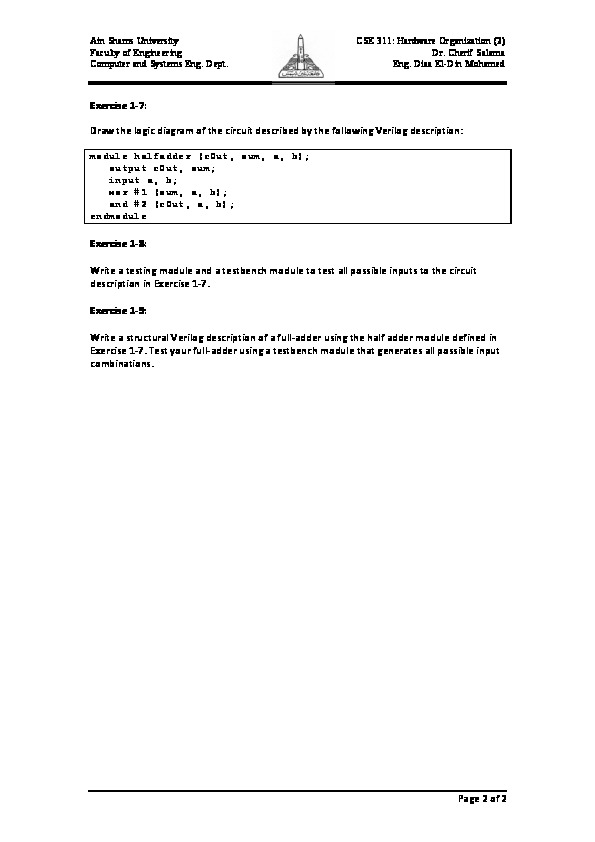 Ain Shams University
Faculty of Engineering
Computer and Systems Eng. Dept.
CSE 311: Hardware Organization (2)
Dr. Cherif Salama
Eng. Diaa El-Din Mohamed
Exercise 1-7:
Draw the logic diagram of the circuit described by the following Verilog description:
module halfadder (cOut, sum, a, b);
output cOut, sum;
input a, b;
xor #1 (sum, a, b);
and #2 (cOut, a, b);
endmodule
Exercise 1-8:
Write a testing module and a testbench module to test all possible inputs to the circuit
description in Exercise 1-7.
Exercise 1-9:
Write a structural Verilog description of a full-adder using the half adder module defined in
Exercise 1-7. Test your full-adder using a testbench module that generates all possible input
combinations.
Page 2 of 2